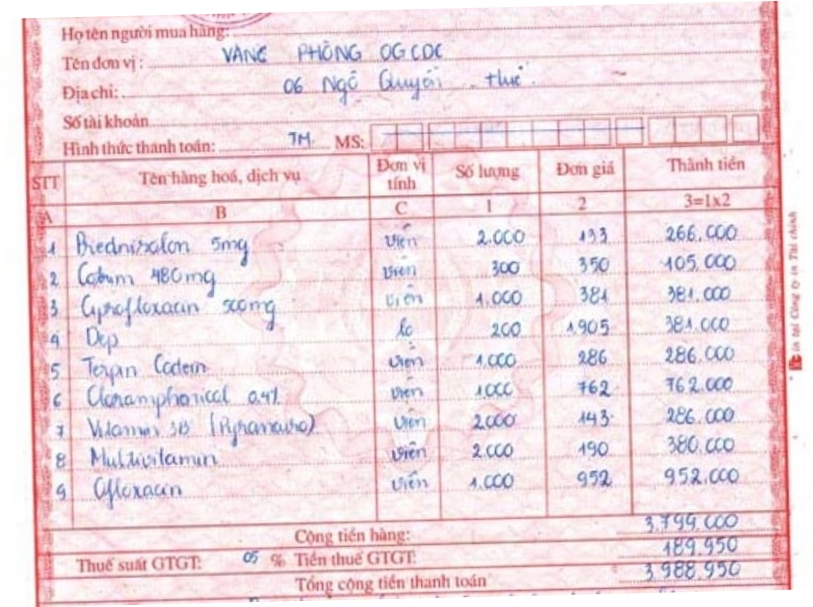 Họ tên người mua hàng:
Tên đơn vị: VĂNG PHÒNG OG CDC
Địa chỉ: 06 Ngô Quyền Huế
Số tài khoản
Hình thức thanh toán: TM MS:
STT Tên hàng hoá, dịch vụ Đơn vị tính Số lượng Đơn giá Thành tiền
A B C 1 2 3=1x2
1 Brednisolon 5mg viên 2.000 133 266.000
2 Cotrim 480mg viên 300 350 105.000
3 Ciprofloxacin 500mg viên 1.000 381 381.000
4 Dep lọ 200 1.905 381.000
5 Terpin Codein viên 1.000 286 286.000
6 Cloramphonical 0.4% viên 1.000 762 762.000
7 Vitamin 3B viên 2000 143 286.000
8 Multivitamin viên 2.000 190 380.000
9 Ofloxacin viên 1.000 952 952.000
Cộng tiền hàng: 3.799.000
Thuế suất GTGT: 05 % Tiền thuế GTGT: 189.950
Tổng cộng tiền thanh toán 3.988.950
in tại Công ty in Tài chính